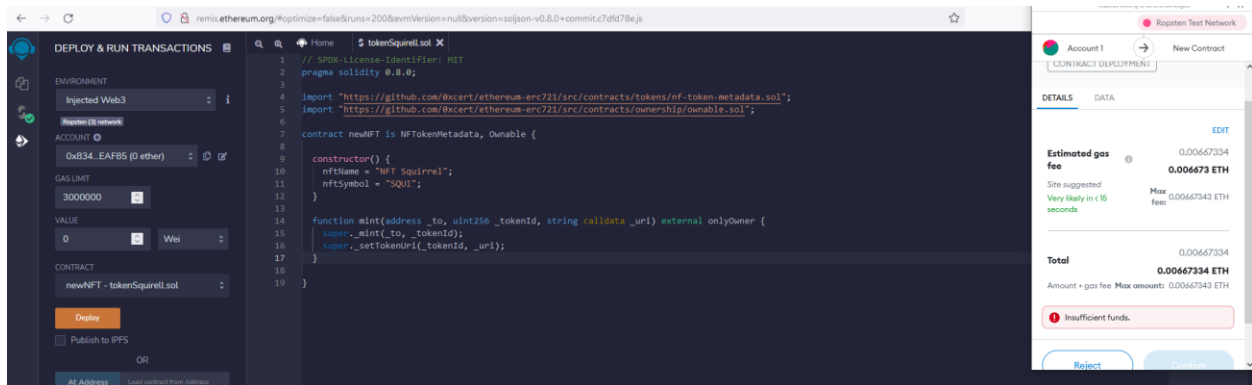 remix.ethereum.org/#optimize=false&runs=200&evmVersion=null&version=soljson-v0.8.0+commit.c7dfd78e.js
DEPLOY & RUN TRANSACTIONS
ENVIRONMENT
Injected Web3
i
Ropsten (3) network
ACCOUNT
0x834...EAF85 (0 ether)
GAS LIMIT
3000000
VALUE
0
Wei
CONTRACT
newNFT - tokenSquirell.sol
Deploy
Publish to IPFS
OR
At Address
Load contract from Address
Home
tokenSquirell.sol
1 // SPDX-License-Identifier: MIT
2 pragma solidity 0.8.0;
3
4 import "https://github.com/0xcert/ethereum-erc721/src/contracts/tokens/nf-token-metadata.sol";
5 import "https://github.com/0xcert/ethereum-erc721/src/contracts/ownership/ownable.sol";
6
7 contract newNFT is NFTokenMetadata, Ownable {
8
9 constructor() {
10 nftName = "NFT Squirrel";
11 nftSymbol = "SQUI";
12 }
13
14 function mint(address _to, uint256 _tokenId, string calldata _uri) external onlyOwner {
15 super._mint(_to, _tokenId);
16 super._setTokenUri(_tokenId, _uri);
17 }
18
19 }
Ropsten Test Network
Account 1
New Contract
CONTRACT DEPLOYMENT
DETAILS
DATA
EDIT
Estimated gas fee
0.00667334
0.006673 ETH
Site suggested
Very likely in < 15 seconds
Max fee: 0.00667343 ETH
Total
0.00667334
0.00667334 ETH
Amount + gas fee Max amount: 0.00667343 ETH
Insufficient funds.
Reject
Confirm